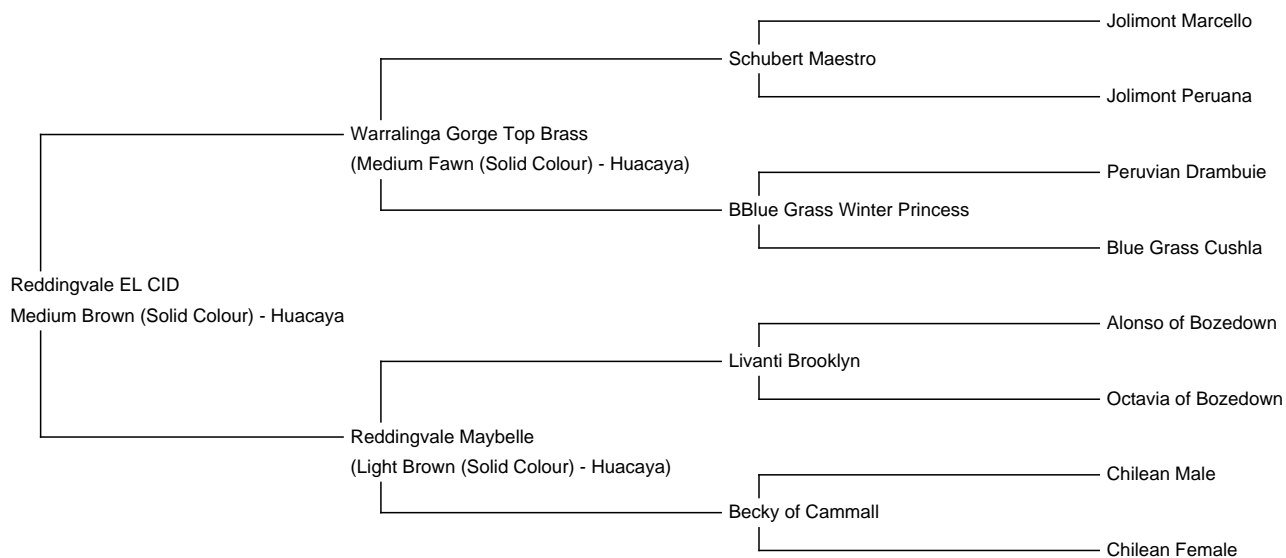 Jolimont Marcello
Schubert Maestro
Jolimont Peruana
Warralinga Gorge Top Brass
(Medium Fawn (Solid Colour) - Huacaya)
Peruvian Drambuie
BBlue Grass Winter Princess
Blue Grass Cushla
Reddingvale EL CID
Medium Brown (Solid Colour) - Huacaya
Alonso of Bozedown
Livanti Brooklyn
Octavia of Bozedown
Reddingvale Maybelle
(Light Brown (Solid Colour) - Huacaya)
Chilean Male
Becky of Cammall
Chilean Female